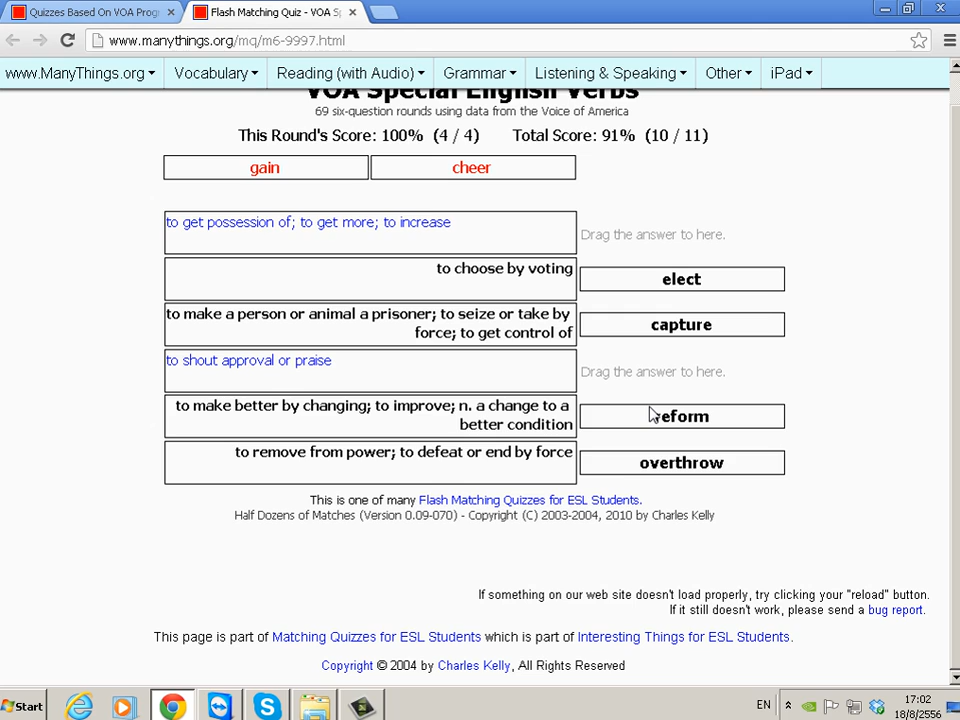 Quizzes Based On VOA Prog
Flash Matching Quiz - VOA Sp
www.manythings.org/mq/m6-9997.html
www.ManyThings.org Vocabulary Reading (with Audio) Grammar Listening & Speaking Other iPad
VOA Special English Verbs
69 six-question rounds using data from the Voice of America
This Round's Score: 100% (4 / 4) Total Score: 91% (10 / 11)
gain cheer
to get possession of; to get more; to increase
Drag the answer to here.
to choose by voting
elect
to make a person or animal a prisoner; to seize or take by
force; to get control of
capture
to shout approval or praise
Drag the answer to here.
to make better by changing; to improve; n. a change to a
better condition
reform
to remove from power; to defeat or end by force
overthrow
This is one of many Flash Matching Quizzes for ESL Students.
Half Dozens of Matches (Version 0.09-070) - Copyright (C) 2003-2004, 2010 by Charles Kelly
If something on our web site doesn't load properly, try clicking your "reload" button.
If it still doesn't work, please send a bug report.
This page is part of Matching Quizzes for ESL Students which is part of Interesting Things for ESL Students.
Copyright © 2004 by Charles Kelly, All Rights Reserved
Start
EN
17:02
18/8/2556